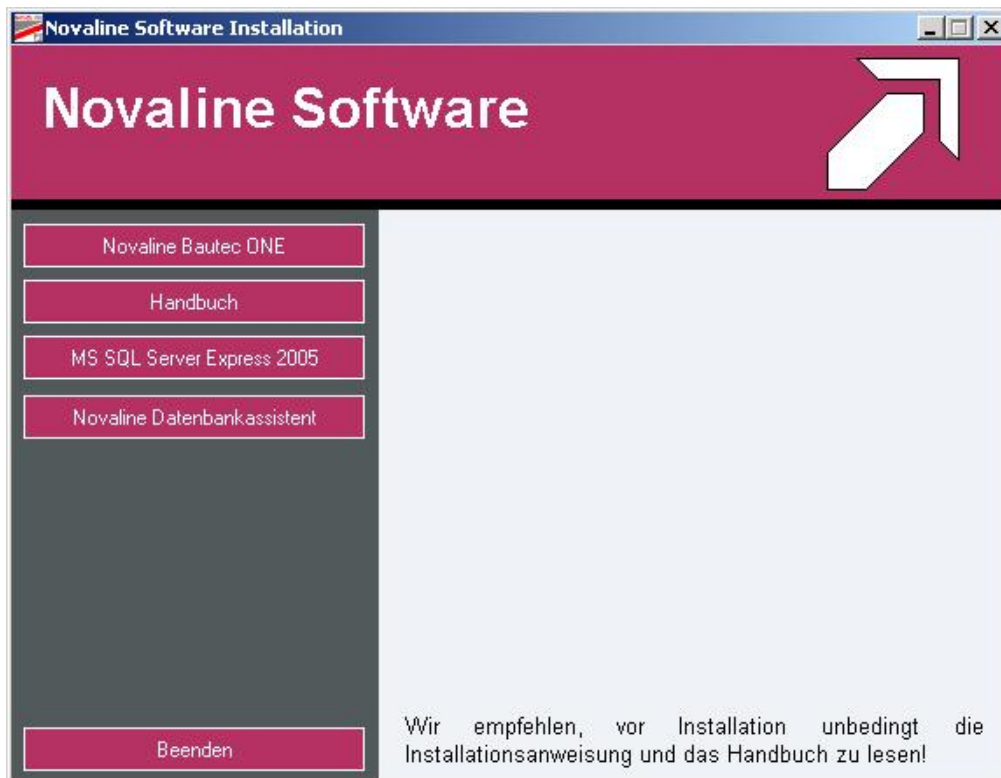 Novaline Software Installation
Novaline Software
Novaline Bautec ONE
Handbuch
MS SQL Server Express 2005
Novaline Datenbankassistent
Beenden
Wir empfehlen, vor Installation unbedingt die
Installationsanweisung und das Handbuch zu lesen!